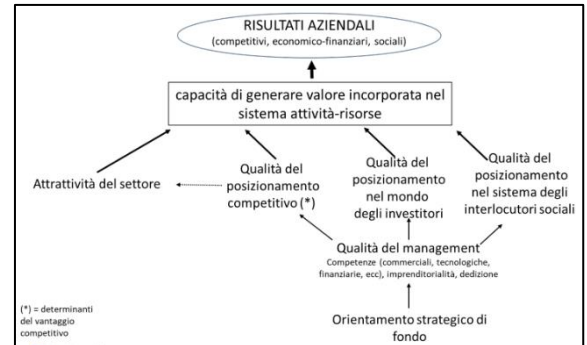 RISULTATI AZIENDALI
(competitivi, economico-finanziari, sociali)
capacità di generare valore incorporata nel
sistema attività-risorse
Attrattività del settore
Qualità del
posizionamento
competitivo (*)
Qualità del
posizionamento
nel mondo
degli investitori
Qualità del
posizionamento
nel sistema degli
interlocutori sociali
Qualità del management
Competenze (commerciali, tecnologiche,
finanziarie, ecc), imprenditorialità, dedizione
(*) = determinanti
del vantaggio
competitivo
Orientamento strategico di
fondo